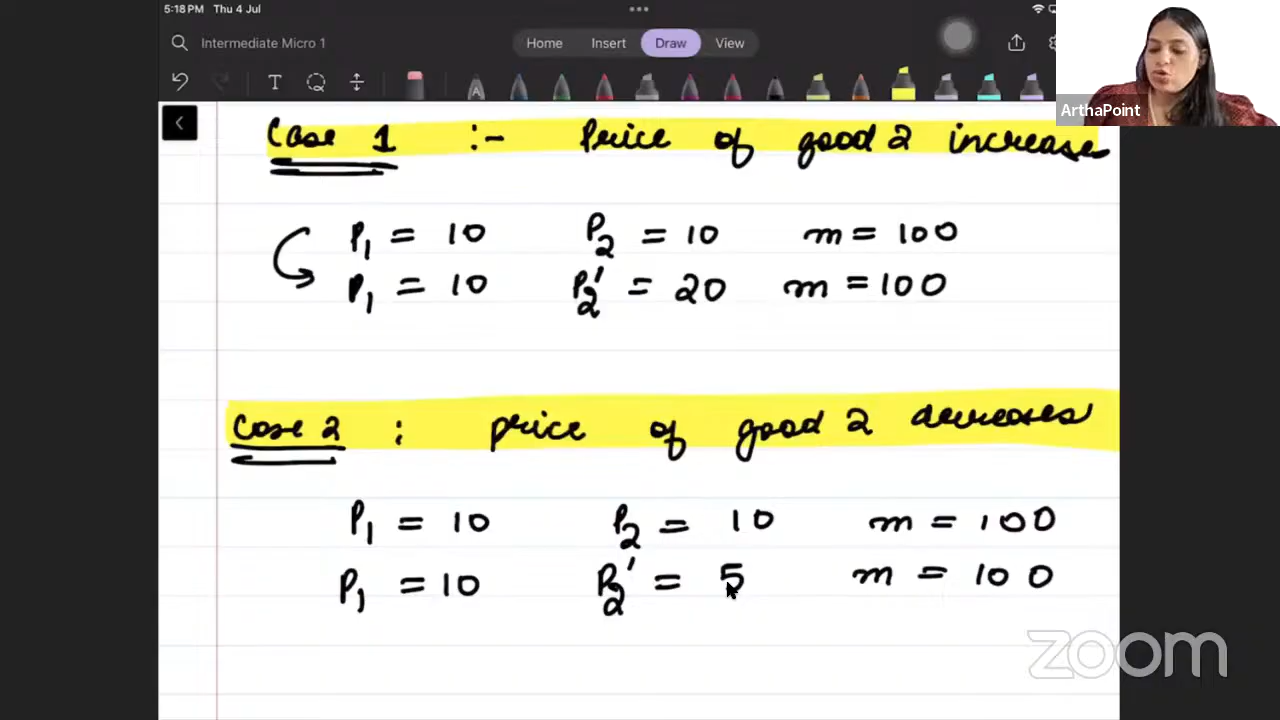 5:18 PM Thu 4 Jul
Intermediate Micro 1 Home Insert Draw View
ArthaPoint
Case 1 :- Price of good 2 increases
P₁ = 10 P₂ = 10 m = 100
P₁ = 10 P₂' = 20 m = 100
Case 2 : price of good 2 decreases
P₁ = 10 P₂ = 10 m = 100
P₁ = 10 P₂' = 5 m = 100
zoom